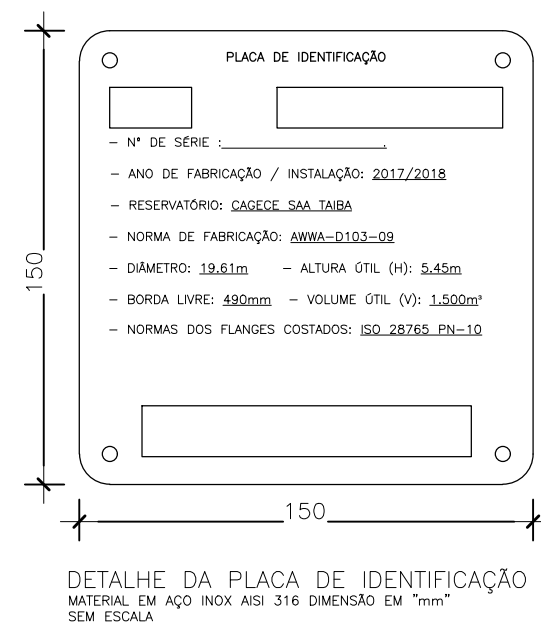 PLACA DE IDENTIFICAÇÃO
– Nº DE SÉRIE :_________________.
– ANO DE FABRICAÇÃO / INSTALAÇÃO: 2017/2018
– RESERVATÓRIO: CAGECE SAA TAIBA
– NORMA DE FABRICAÇÃO: AWWA–D103–09
– DIÂMETRO: 19.61m – ALTURA ÚTIL (H): 5.45m
– BORDA LIVRE: 490mm – VOLUME ÚTIL (V): 1.500m³
– NORMAS DOS FLANGES COSTADOS: ISO 28765 PN–10
150
150
DETALHE DA PLACA DE IDENTIFICAÇÃO
MATERIAL EM AÇO INOX AISI 316 DIMENSÃO EM "mm"
SEM ESCALA